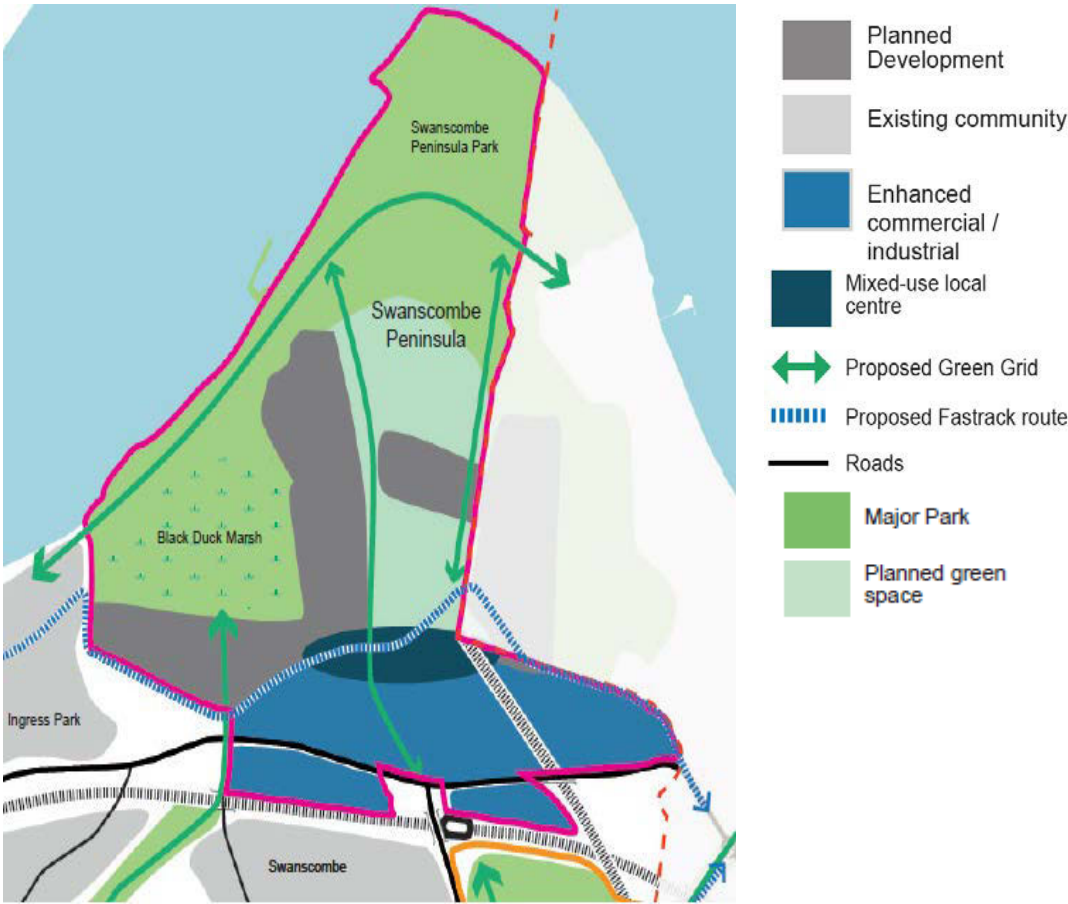 Swanscombe
Peninsula Park
Swanscombe
Peninsula
Black Duck Marsh
Ingress Park
Swanscombe
Planned
Development
Existing community
Enhanced
commercial /
industrial
Mixed-use local
centre
Proposed Green Grid
Proposed Fastrack route
Roads
Major Park
Planned green
space